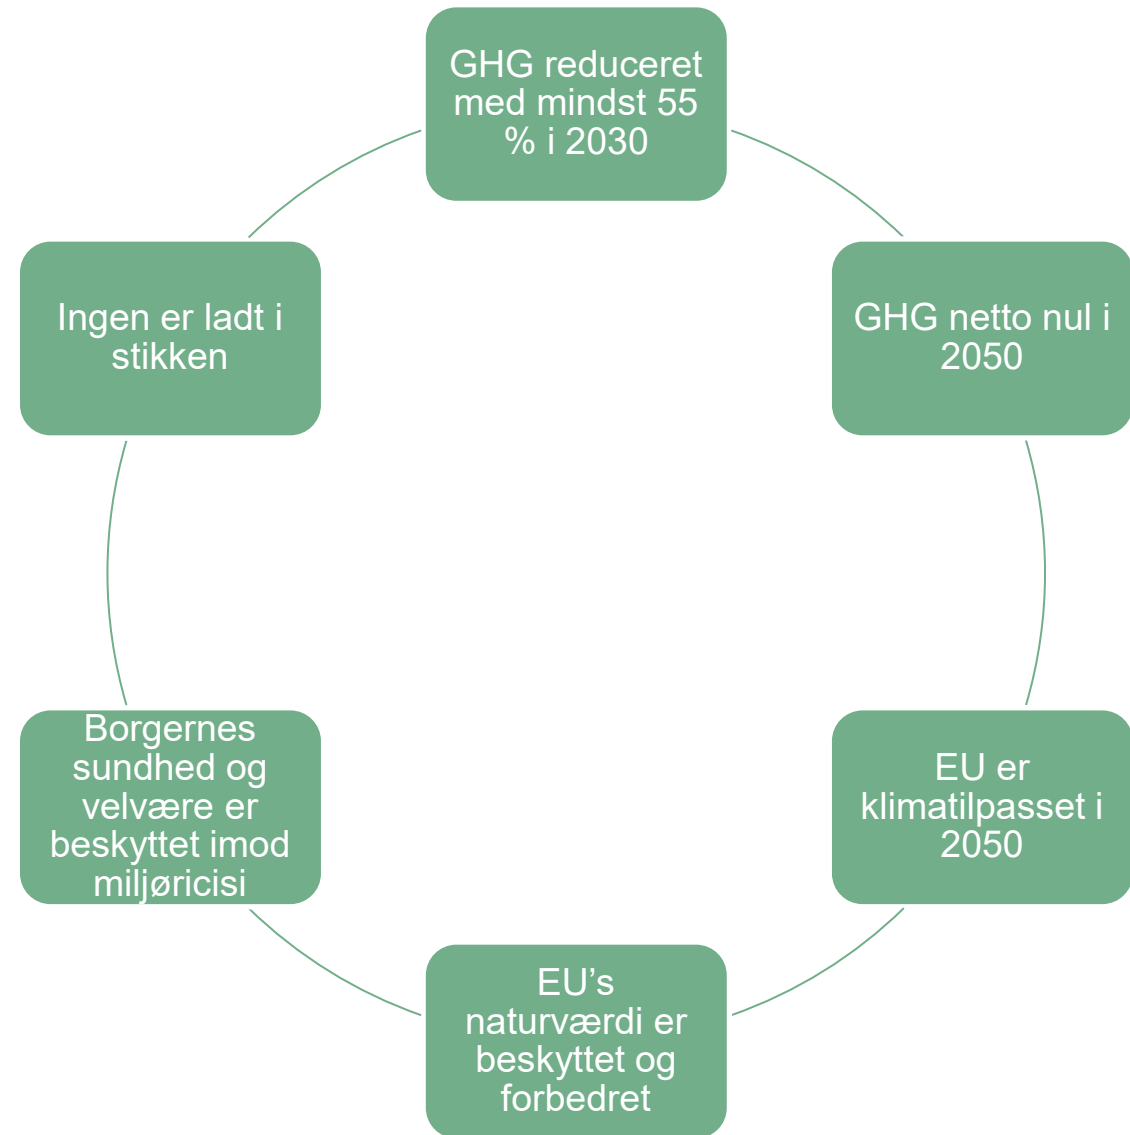 GHG reduceret
med mindst 55
% i 2030
GHG netto nul i
2050
EU er
klimatilpasset i
2050
EU’s
naturværdi er
beskyttet og
forbedret
Borgernes
sundhed og
velvære er
beskyttet imod
miljøricisi
Ingen er ladt i
stikken